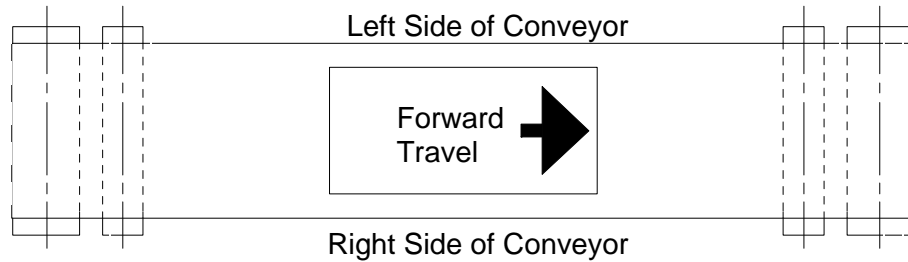 Left Side of Conveyor
Forward
Travel
Right Side of Conveyor